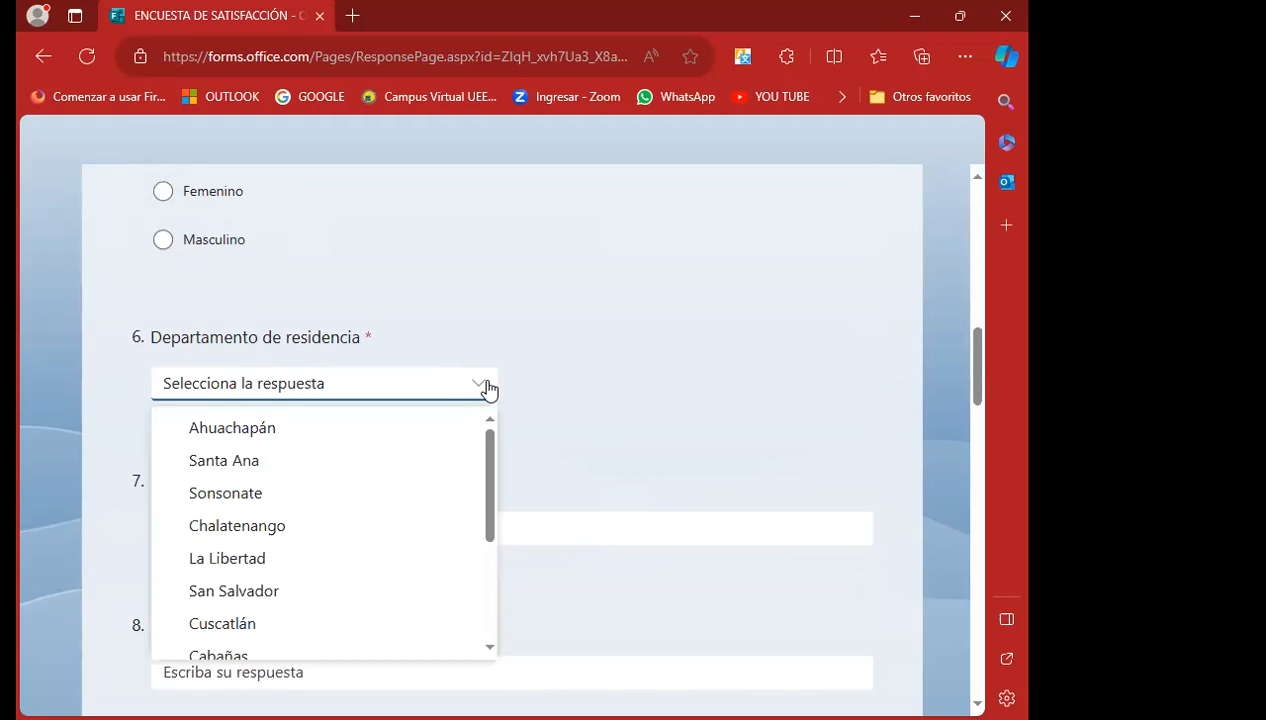 ENCUESTA DE SATISFACCIÓN - C
https://forms.office.com/Pages/ResponsePage.aspx?id=ZIqH_xvh7Ua3_X8a...
Comenzar a usar Fir... OUTLOOK GOOGLE Campus Virtual UEE... Ingresar - Zoom WhatsApp YOU TUBE Otros favoritos
Femenino
Masculino
6. Departamento de residencia *
Selecciona la respuesta
Ahuachapán
Santa Ana
7.
Sonsonate
Chalatenango
La Libertad
San Salvador
8.
Cuscatlán
Cabañas
Escriba su respuesta